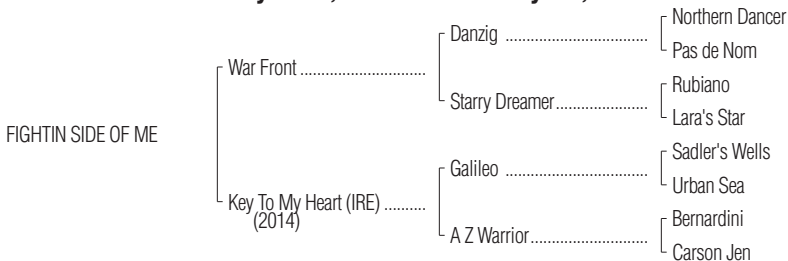 Northern Dancer
Danzig ..............................
Pas de Nom
War Front ..............................
Rubiano
Starry Dreamer......................
Lara's Star
FIGHTIN SIDE OF ME
Sadler's Wells
Galileo ..............................
Urban Sea
Key To My Heart (IRE) ..........
(2014)
Bernardini
A Z Warrior............................
Carson Jen